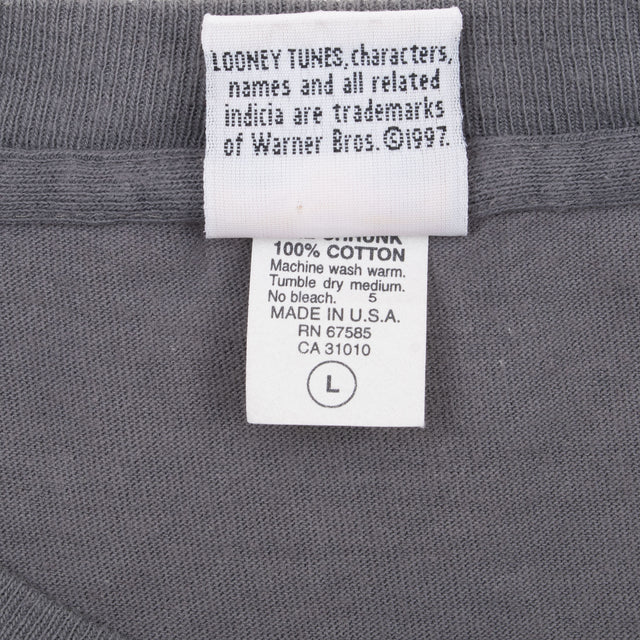 LOONEY TUNES, characters,
names and all related
indicia are trademarks
of Warner Bros. ©1997.
SHRUNK
100% COTTON
Machine wash warm.
Tumble dry medium.
No bleach. 5
MADE IN U.S.A.
RN 67585
CA 31010
L